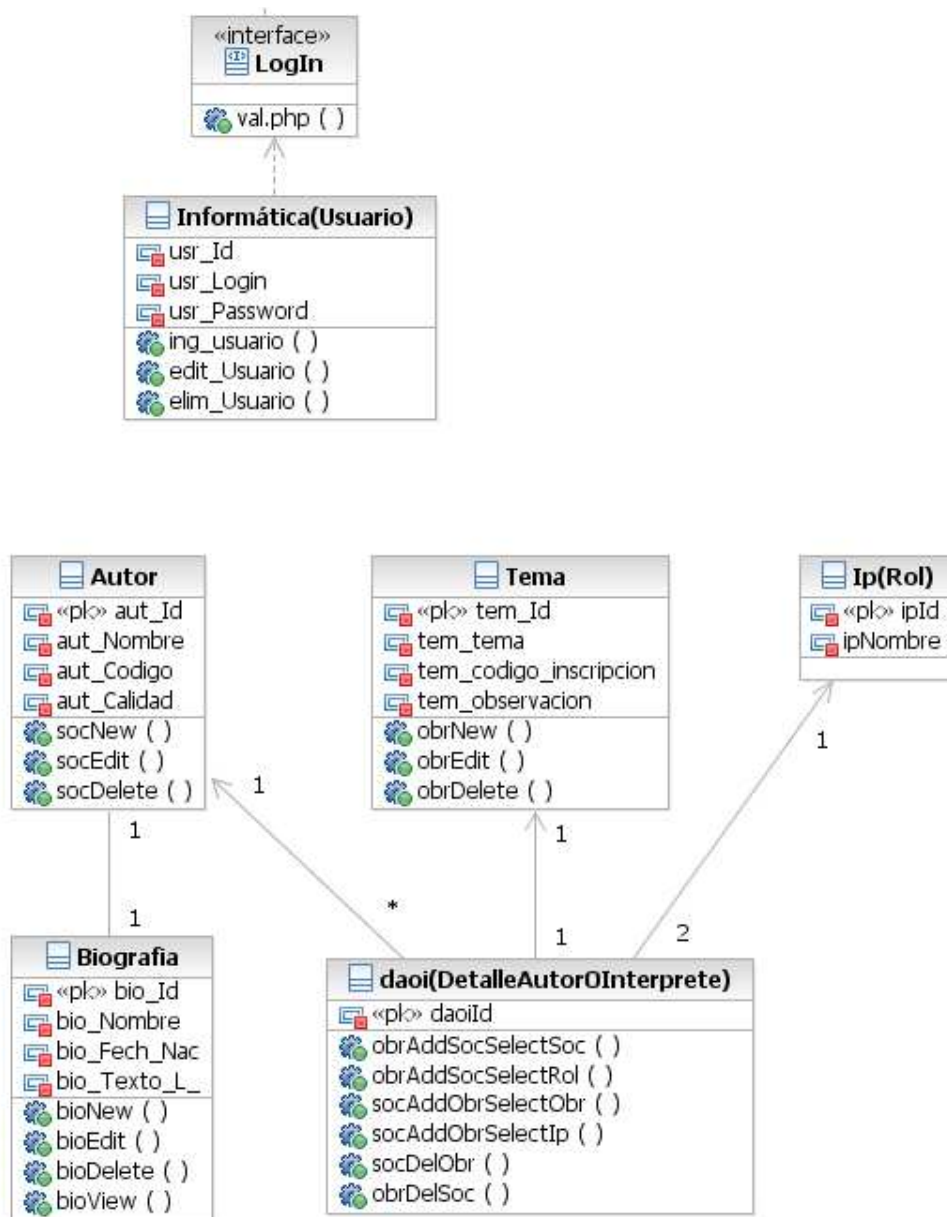 «interface»
LogIn
val.php ( )
Informática(Usuario)
usr_Id
usr_Login
usr_Password
ing_usuario ( )
edit_Usuario ( )
elim_Usuario ( )
Autor
«pk» aut_Id
aut_Nombre
aut_Codigo
aut_Calidad
socNew ( )
socEdit ( )
socDelete ( )
Tema
«pk» tem_Id
tem_tema
tem_codigo_inscripcion
tem_observacion
obrNew ( )
obrEdit ( )
obrDelete ( )
Ip(Rol)
«pk» ipId
ipNombre
1
1
1
1
*
1
1
2
Biografia
«pk» bio_Id
bio_Nombre
bio_Fech_Nac
bio_Texto_L_
bioNew ( )
bioEdit ( )
bioDelete ( )
bioView ( )
daoi(DetalleAutorOInterprete)
«pk» daoiId
obrAddSocSelectSoc ( )
obrAddSocSelectRol ( )
socAddObrSelectObr ( )
socAddObrSelectIp ( )
socDelObr ( )
obrDelSoc ( )